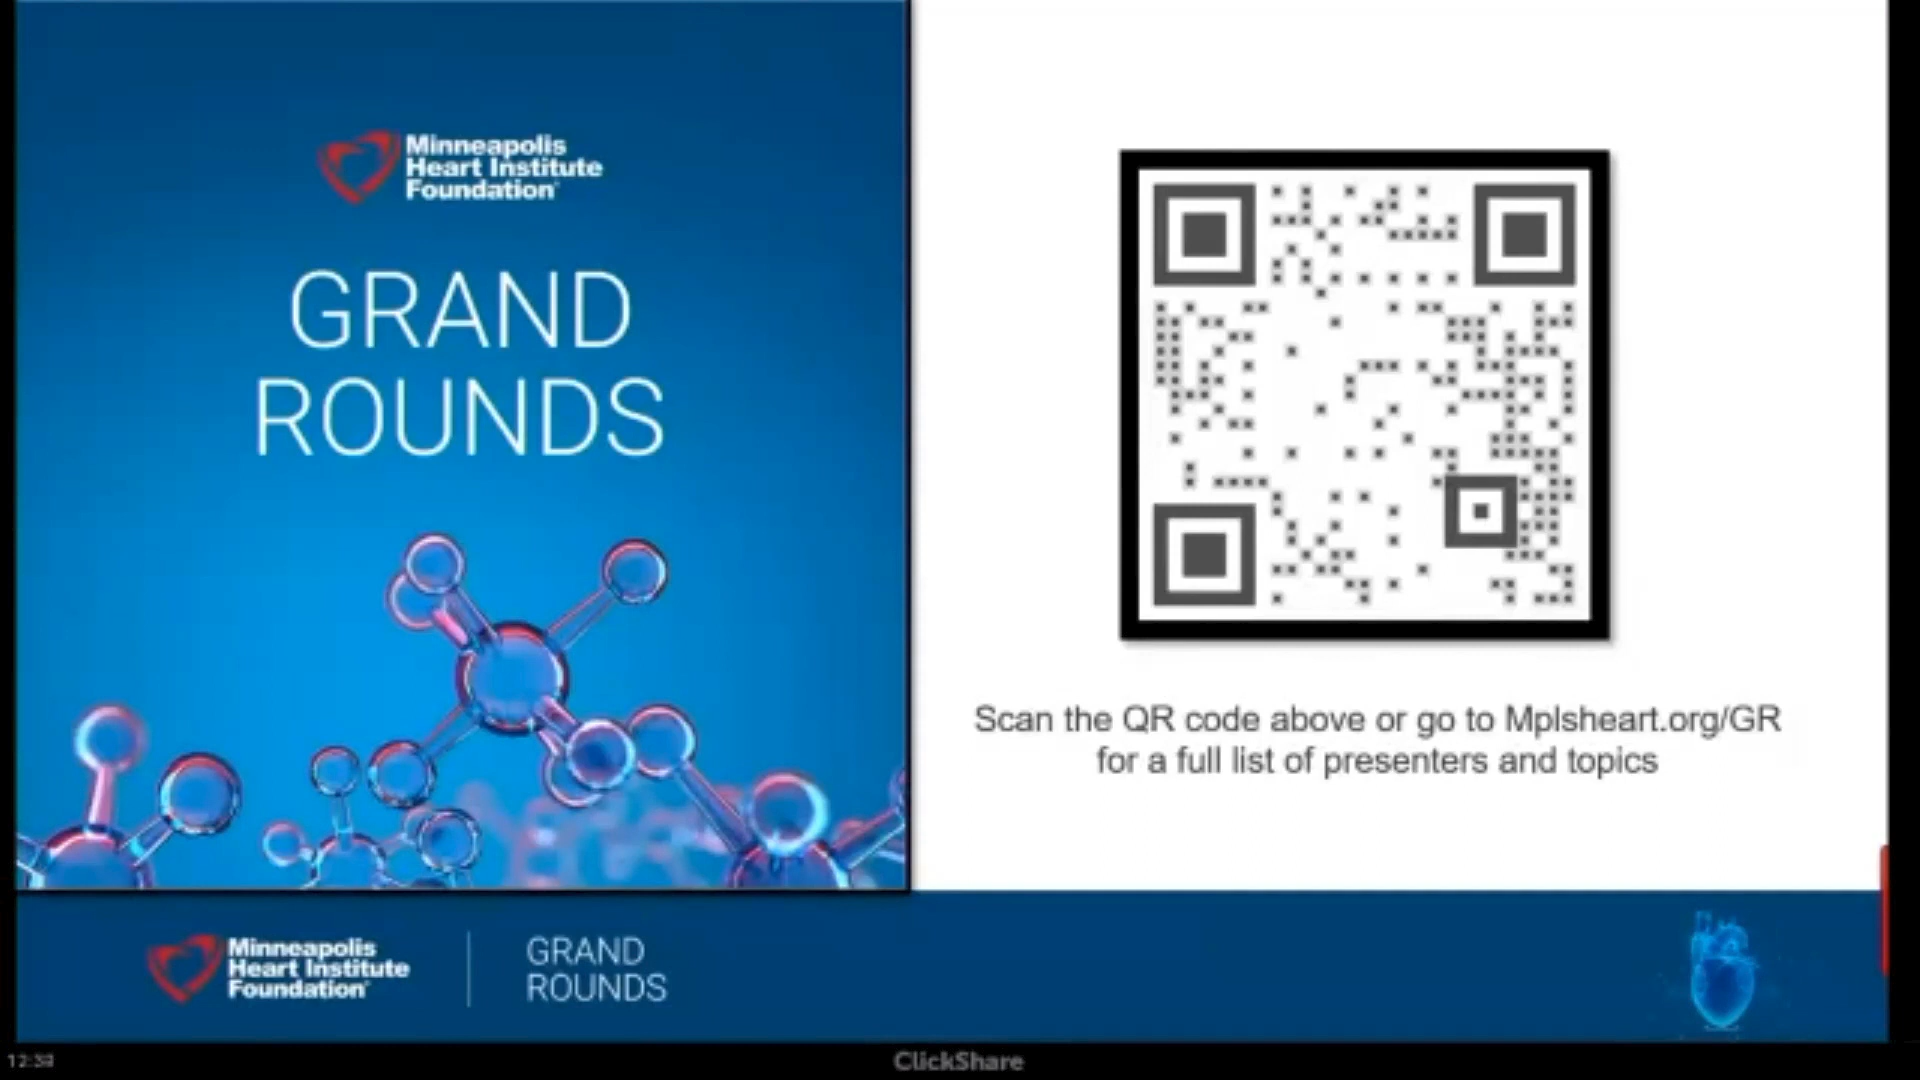 Minneapolis
Heart Institute
Foundation
GRAND
ROUNDS
Scan the QR code above or go to Mplsheart.org/GR
for a full list of presenters and topics
Minneapolis
Heart Institute
Foundation
GRAND
ROUNDS
ClickShare